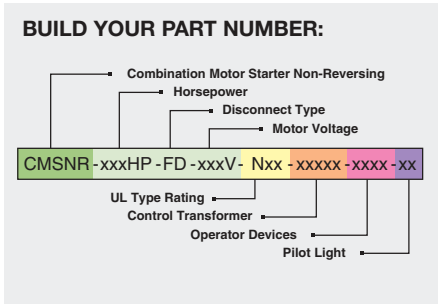 BUILD YOUR PART NUMBER:
Combination Motor Starter Non-Reversing
Horsepower
Disconnect Type
Motor Voltage
CMSNR -xxxHP -FD -xxxV- Nxx -xxxxx -xxxx -xx
UL Type Rating
Control Transformer
Operator Devices
Pilot Light